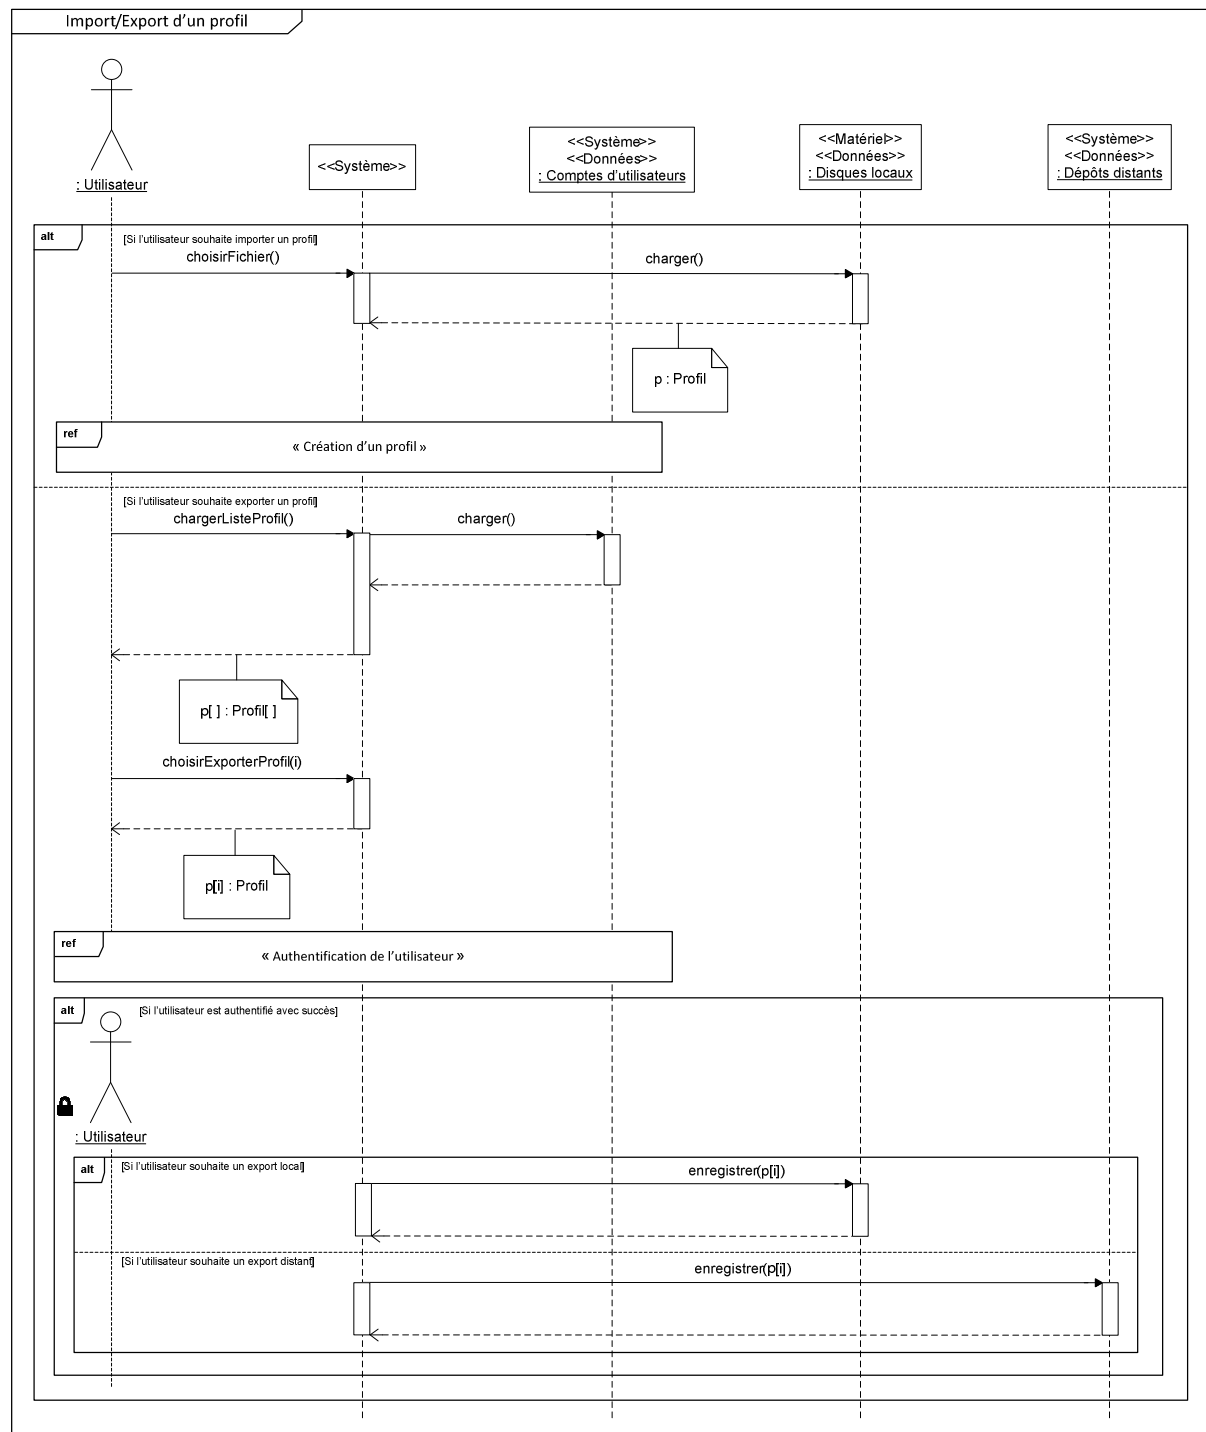 Import/Export d'un profil
: Utilisateur
<<Système>>
<<Système>>
<<Données>>
: Comptes d'utilisateurs
<<Matériel>>
<<Données>>
: Disques locaux
<<Système>>
<<Données>>
: Dépôts distants
alt
[Si l'utilisateur souhaite importer un profil]
choisirFichier()
charger()
p : Profil
ref
« Création d'un profil »
[Si l'utilisateur souhaite exporter un profil]
chargerListeProfil()
charger()
p[ ] : Profil[ ]
choisirExporterProfil(i)
p[i] : Profil
ref
« Authentification de l'utilisateur »
alt
[Si l'utilisateur est authentifié avec succès]
: Utilisateur
alt
[Si l'utilisateur souhaite un export local]
enregistrer(p[i])
[Si l'utilisateur souhaite un export distant]
enregistrer(p[i])